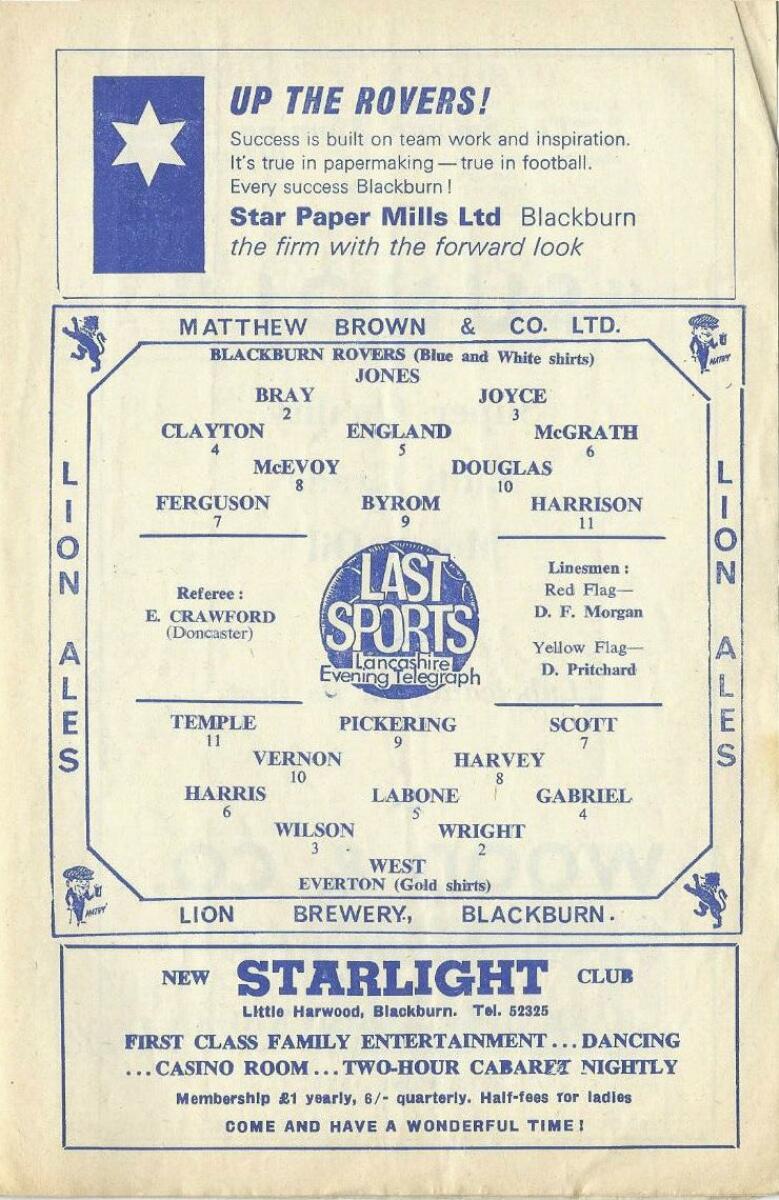 UP THE ROVERS!
Success is built on team work and inspiration.
It's true in papermaking — true in football.
Every success Blackburn!
Star Paper Mills Ltd Blackburn
the firm with the forward look
MATTHEW BROWN & CO. LTD.
MATTY
LION ALES
LION ALES
BLACKBURN ROVERS (Blue and White shirts)
JONES
BRAY JOYCE
2 3
CLAYTON ENGLAND McGRATH
4 5 6
McEVOY DOUGLAS
8 10
FERGUSON BYROM HARRISON
7 9 11
Referee:
E. CRAWFORD
(Doncaster)
LAST
SPORTS
Lancashire
Evening Telegraph
Linesmen:
Red Flag—
D. F. Morgan
Yellow Flag—
D. Pritchard
TEMPLE PICKERING SCOTT
11 9 7
VERNON HARVEY
10 8
HARRIS LABONE GABRIEL
6 5 4
WILSON WRIGHT
3 2
WEST
EVERTON (Gold shirts)
MATTY
LION BREWERY, BLACKBURN.
NEW STARLIGHT CLUB
Little Harwood, Blackburn. Tel. 52325
FIRST CLASS FAMILY ENTERTAINMENT...DANCING
...CASINO ROOM...TWO-HOUR CABARET NIGHTLY
Membership £1 yearly, 6/- quarterly. Half-fees for ladies
COME AND HAVE A WONDERFUL TIME!